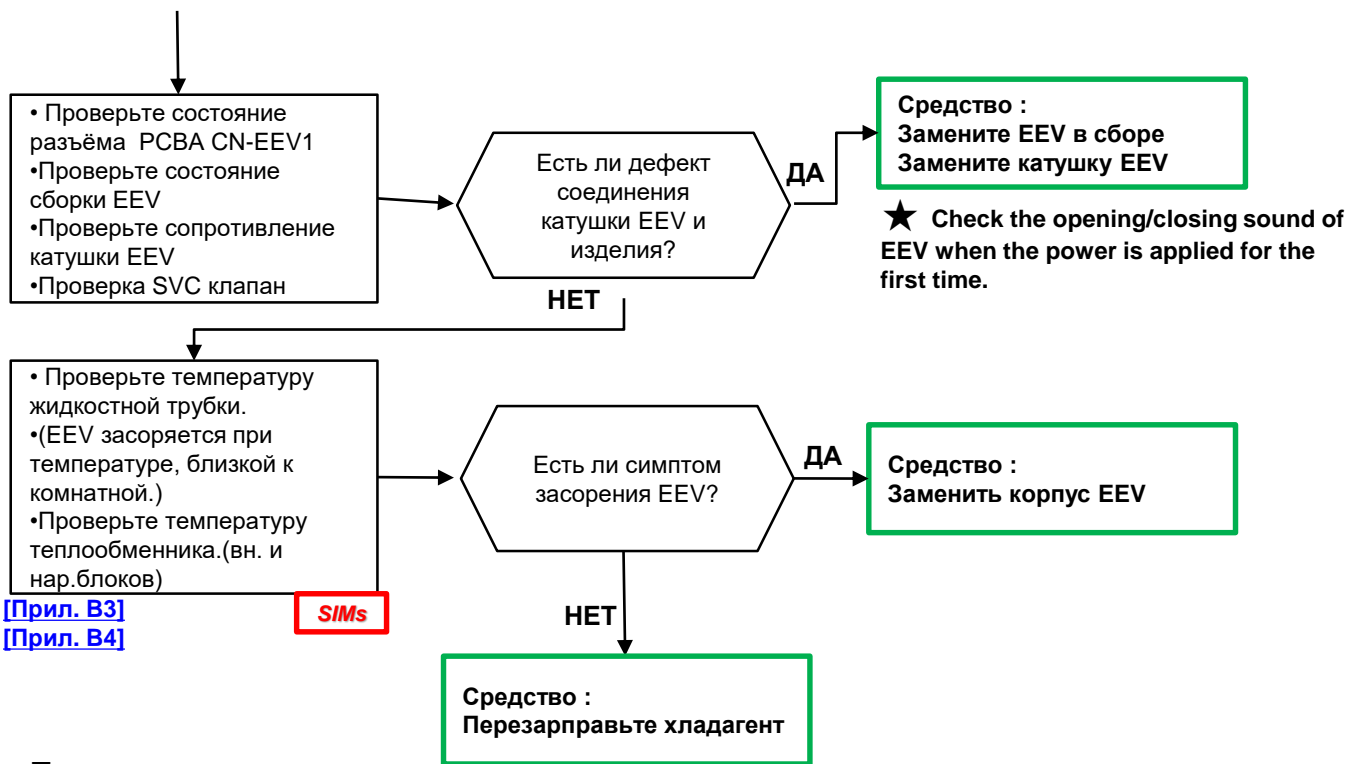 • Проверьте состояние
разъёма PCBA CN-EEV1
•Проверьте состояние
сборки EEV
•Проверьте сопротивление
катушки EEV
•Проверка SVC клапан
Есть ли дефект
соединения
катушки EEV и
изделия?
ДА
Средство :
Замените EEV в сборе
Замените катушку EEV
★ Check the opening/closing sound of
EEV when the power is applied for the
first time.
НЕТ
• Проверьте температуру
жидкостной трубки.
•(EEV засоряется при
температуре, близкой к
комнатной.)
•Проверьте температуру
теплообменника.(вн. и
нар.блоков)
[Прил. B3]
[Прил. B4]
SIMs
Есть ли симптом
засорения EEV?
ДА
Средство :
Заменить корпус EEV
НЕТ
Средство :
Перезарправьте хладагент